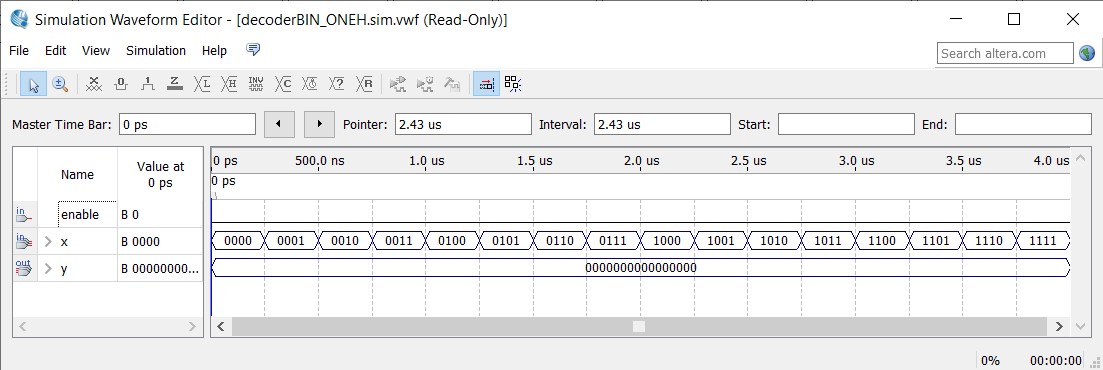 Simulation Waveform Editor - [decoderBIN_ONEH.sim.vwf (Read-Only)]
File Edit View Simulation Help
Search altera.com
Master Time Bar: 0 ps Pointer: 2.43 us Interval: 2.43 us Start: End:
Name Value at 0 ps
0 ps 500.0 ns 1.0 us 1.5 us 2.0 us 2.5 us 3.0 us 3.5 us 4.0 us
0 ps
in enable B 0
in x B 0000 0000 0001 0010 0011 0100 0101 0110 0111 1000 1001 1010 1011 1100 1101 1110 1111
out y B 00000000... 0000000000000000
0% 00:00:00